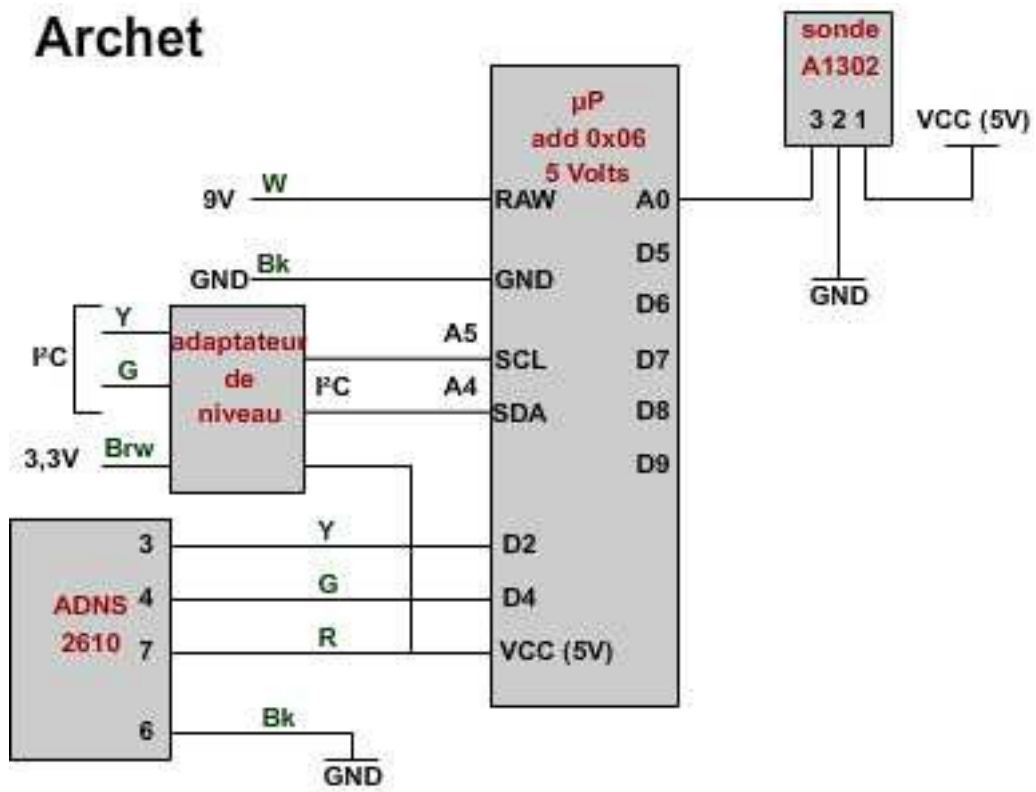 Archet
sonde
A1302
3 2 1
VCC (5V)
GND
µP
add 0x06
5 Volts
9V W RAW A0
D5
GND Bk GND
D6
I²C
Y
G
adaptateur
de
niveau
3,3V Brw
I²C
A5 SCL D7
A4 SDA D8
D9
ADNS
2610
3 Y D2
4 G D4
7 R VCC (5V)
6 Bk
GND